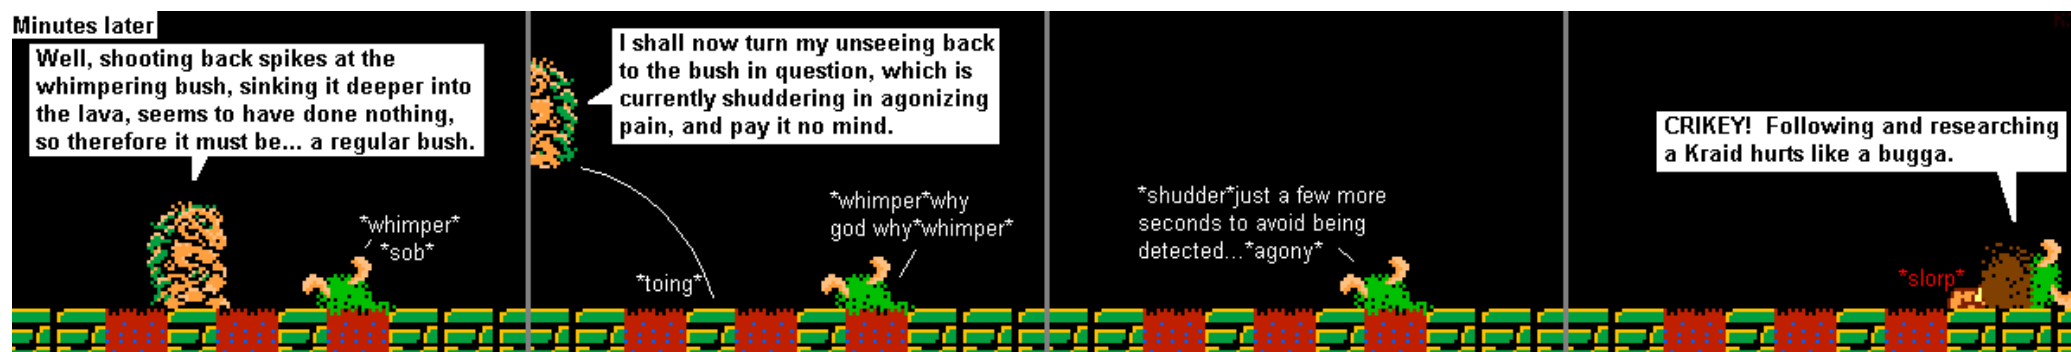 Minutes later
Well, shooting back spikes at the
whimpering bush, sinking it deeper into
the lava, seems to have done nothing,
so therefore it must be... a regular bush.
*whimper*
*sob*
I shall now turn my unseeing back
to the bush in question, which is
currently shuddering in agonizing
pain, and pay it no mind.
*whimper*why
god why*whimper*
*toing*
*shudder*just a few more
seconds to avoid being
detected...*agony*
CRIKEY!  Following and researching
a Kraid hurts like a bugga.
*slorp*